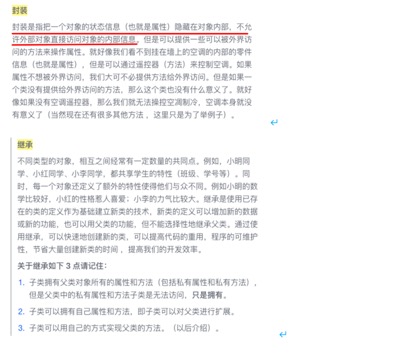 封装
封装是指把一个对象的状态信息（也就是属性）隐藏在对象内部，不允
许外部对象直接访问对象的内部信息。但是可以提供一些可以被外界访
问的方法来操作属性。就好像我们看不到挂在墙上的空调的内部的零件
信息（也就是属性），但是可以通过遥控器（方法）来控制空调。如果
属性不想被外界访问，我们大可不必提供方法给外界访问。但是如果一
个类没有提供给外界访问的方法，那么这个类也没有什么意义了。就好
像如果没有空调遥控器，那么我们就无法操控空凋制冷，空调本身就没
有意义了（当然现在还有很多其他方法 ，这里只是为了举例子）。
继承
不同类型的对象，相互之间经常有一定数量的共同点。例如，小明同
学、小红同学、小李同学，都共享学生的特性（班级、学号等）。同
时，每一个对象还定义了额外的特性使得他们与众不同。例如小明的数
学比较好，小红的性格惹人喜爱；小李的力气比较大。继承是使用已存
在的类的定义作为基础建立新类的技术，新类的定义可以增加新的数据
或新的功能，也可以用父类的功能，但不能选择性地继承父类。通过使
用继承，可以快速地创建新的类，可以提高代码的重用，程序的可维护
性，节省大量创建新类的时间 ，提高我们的开发效率。
关于继承如下 3 点请记住：
1. 子类拥有父类对象所有的属性和方法（包括私有属性和私有方法），
但是父类中的私有属性和方法子类是无法访问，只是拥有。
2. 子类可以拥有自己属性和方法，即子类可以对父类进行扩展。
3. 子类可以用自己的方式实现父类的方法。（以后介绍）。